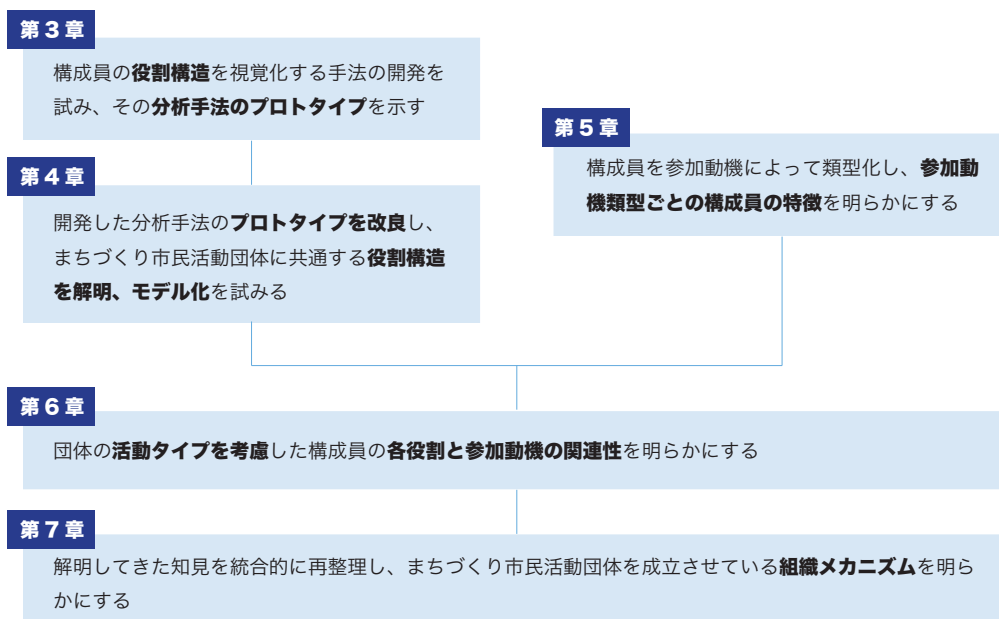 第３章
構成員の役割構造を視覚化する手法の開発を
試み、その分析手法のプロトタイプを示す
第４章
開発した分析手法のプロトタイプを改良し、
まちづくり市民活動団体に共通する役割構造
を解明、モデル化を試みる
第５章
構成員を参加動機によって類型化し、参加動
機類型ごとの構成員の特徴を明らかにする
第６章
団体の活動タイプを考慮した構成員の各役割と参加動機の関連性を明らかにする
第７章
解明してきた知見を統合的に再整理し、まちづくり市民活動団体を成立させている組織メカニズムを明ら
かにする